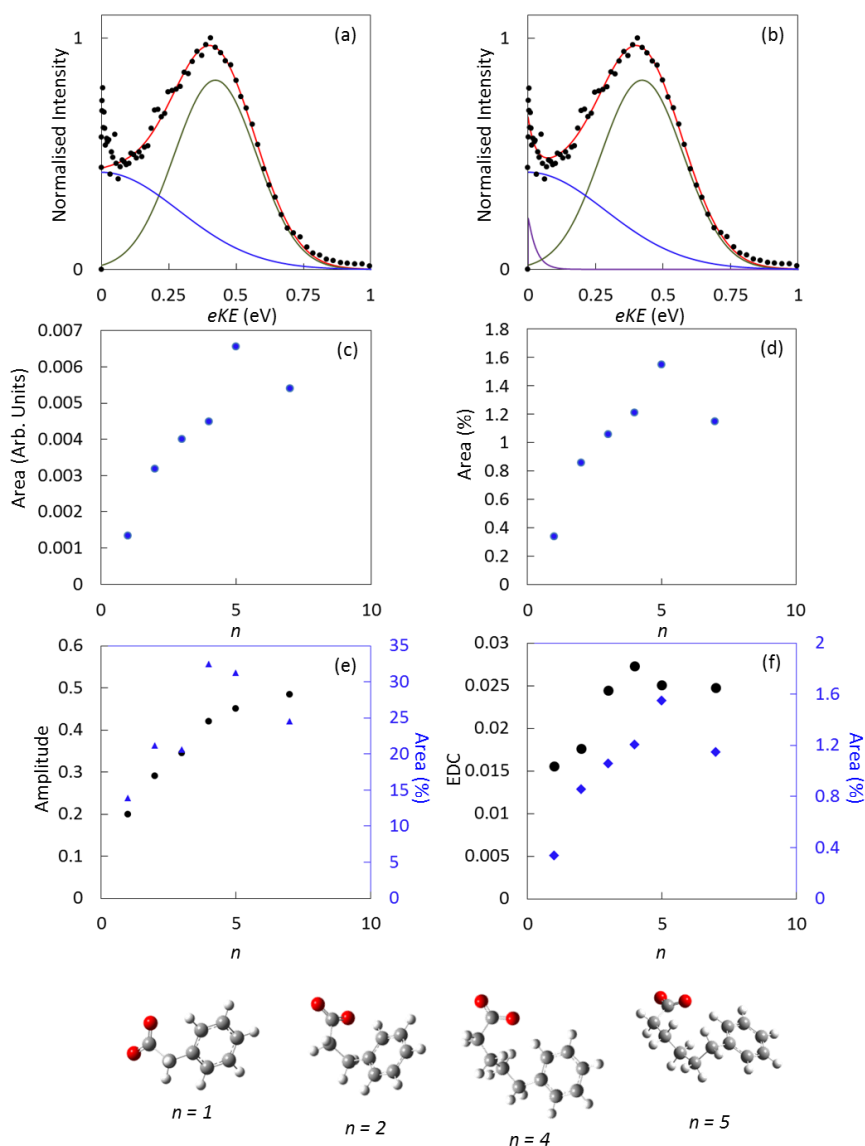 (a)
1
Normalised Intensity
0
0 0.25 0.5 0.75 1
eKE (eV)
(b)
1
Normalised Intensity
0
0 0.25 0.5 0.75 1
eKE (eV)
(c)
0.007
0.006
0.005
0.004
0.003
0.002
0.001
0
Area (Arb. Units)
0 5 10
n
(d)
1.8
1.6
1.4
1.2
1
0.8
0.6
0.4
0.2
0
Area (%)
0 5 10
n
(e)
0.6
0.5
0.4
0.3
0.2
0.1
0
Amplitude
35
30
25
20
15
10
5
0
Area (%)
0 5 10
n
(f)
0.03
0.025
0.02
0.015
0.01
0.005
0
EDC
2
1.6
1.2
0.8
0.4
0
Area (%)
0 5 10
n
n = 1
n = 2
n = 4
n = 5